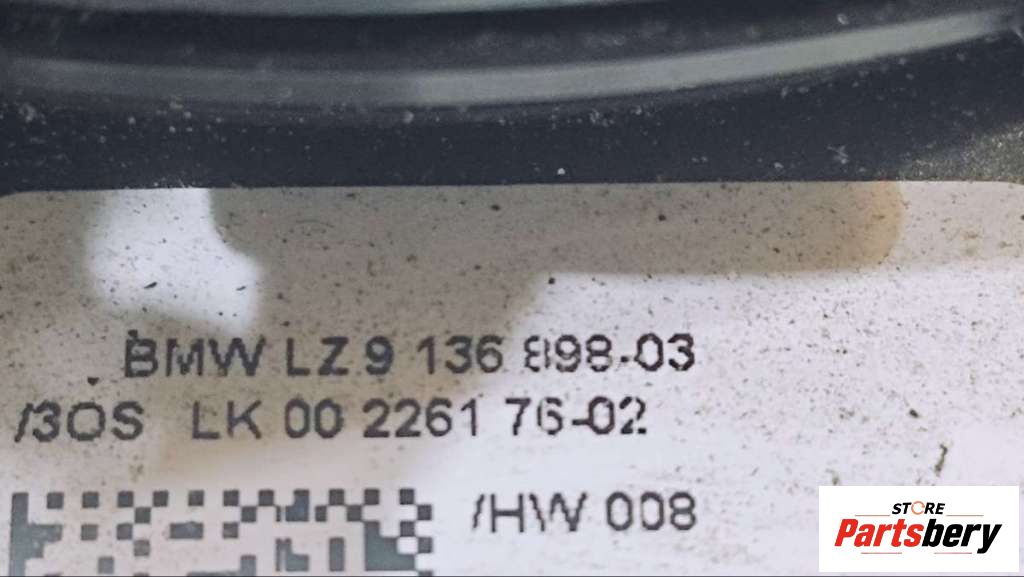 BMW LZ 9 136 898-03
/3OS LK 00 2261 76-02
/HW 008
STORE
Partsbery